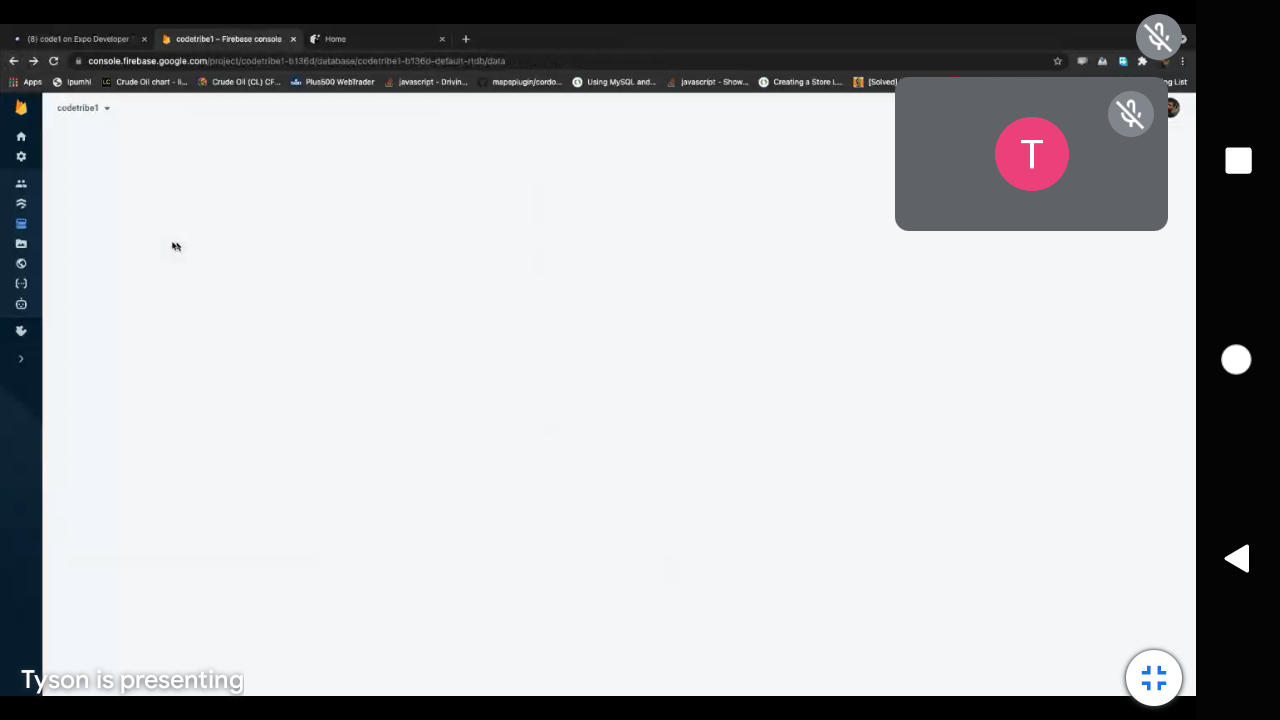 (8) code1 on Expo Developer
codetribe1 – Firebase console
Home
console.firebase.google.com/project/codetribe1-b136d/database/codetribe1-b136d-default-rtdb/data
Apps
Ipumhl
Crude Oil chart - li...
Crude Oil (CL) CF...
Plus500 WebTrader
javascript - Drivin...
mapsplugin/cordo...
Using MySQL and...
javascript - Show...
Creating a Store L...
[Solved]
ng List
codetribe1
T
Tyson is presenting